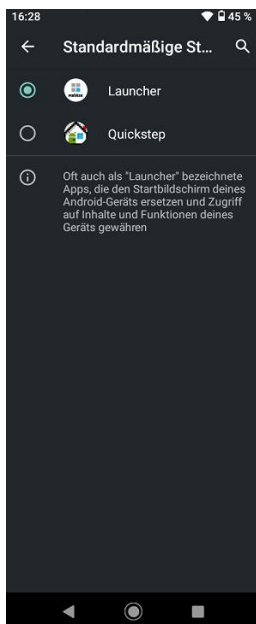 16:28
45 %
Standardmäßige St...
Launcher
Quickstep
Oft auch als "Launcher" bezeichnete
Apps, die den Startbildschirm deines
Android-Geräts ersetzen und Zugriff
auf Inhalte und Funktionen deines
Geräts gewähren